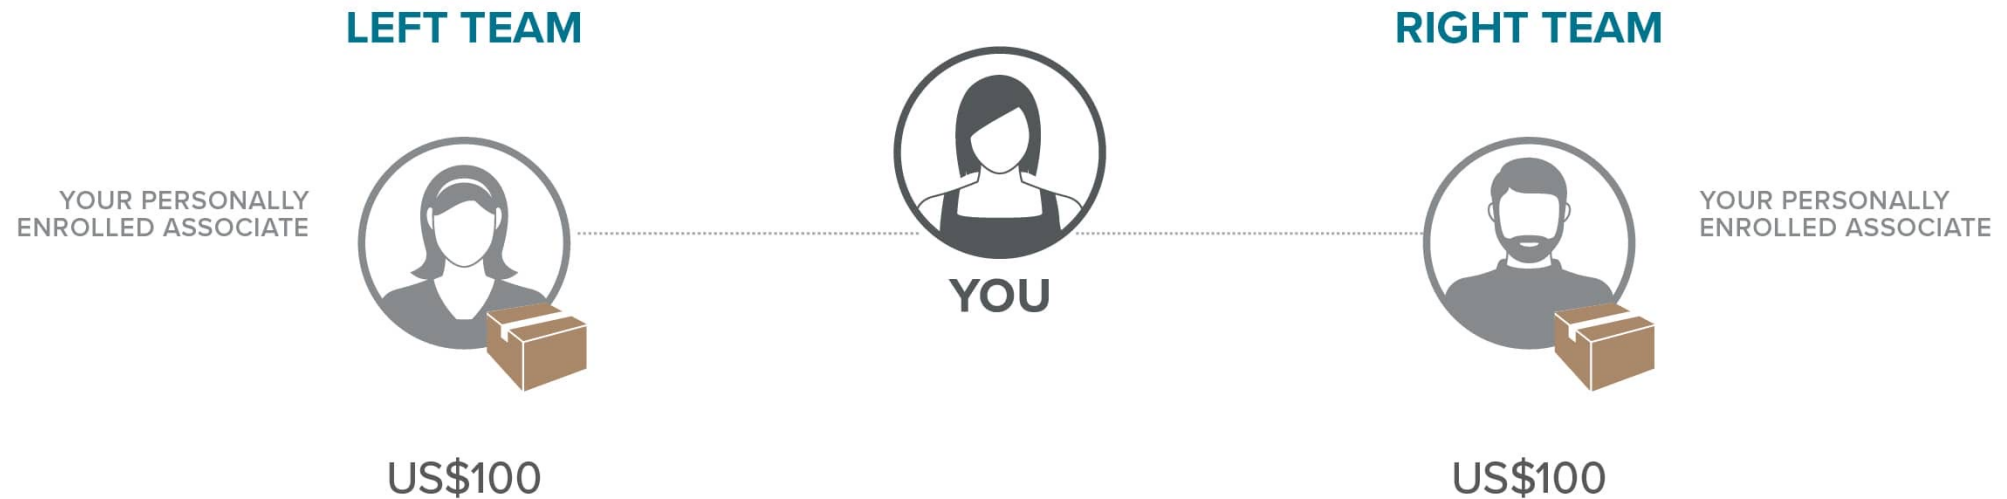 LEFT TEAM
RIGHT TEAM
YOUR PERSONALLY
ENROLLED ASSOCIATE
YOUR PERSONALLY
ENROLLED ASSOCIATE
YOU
US$100
US$100